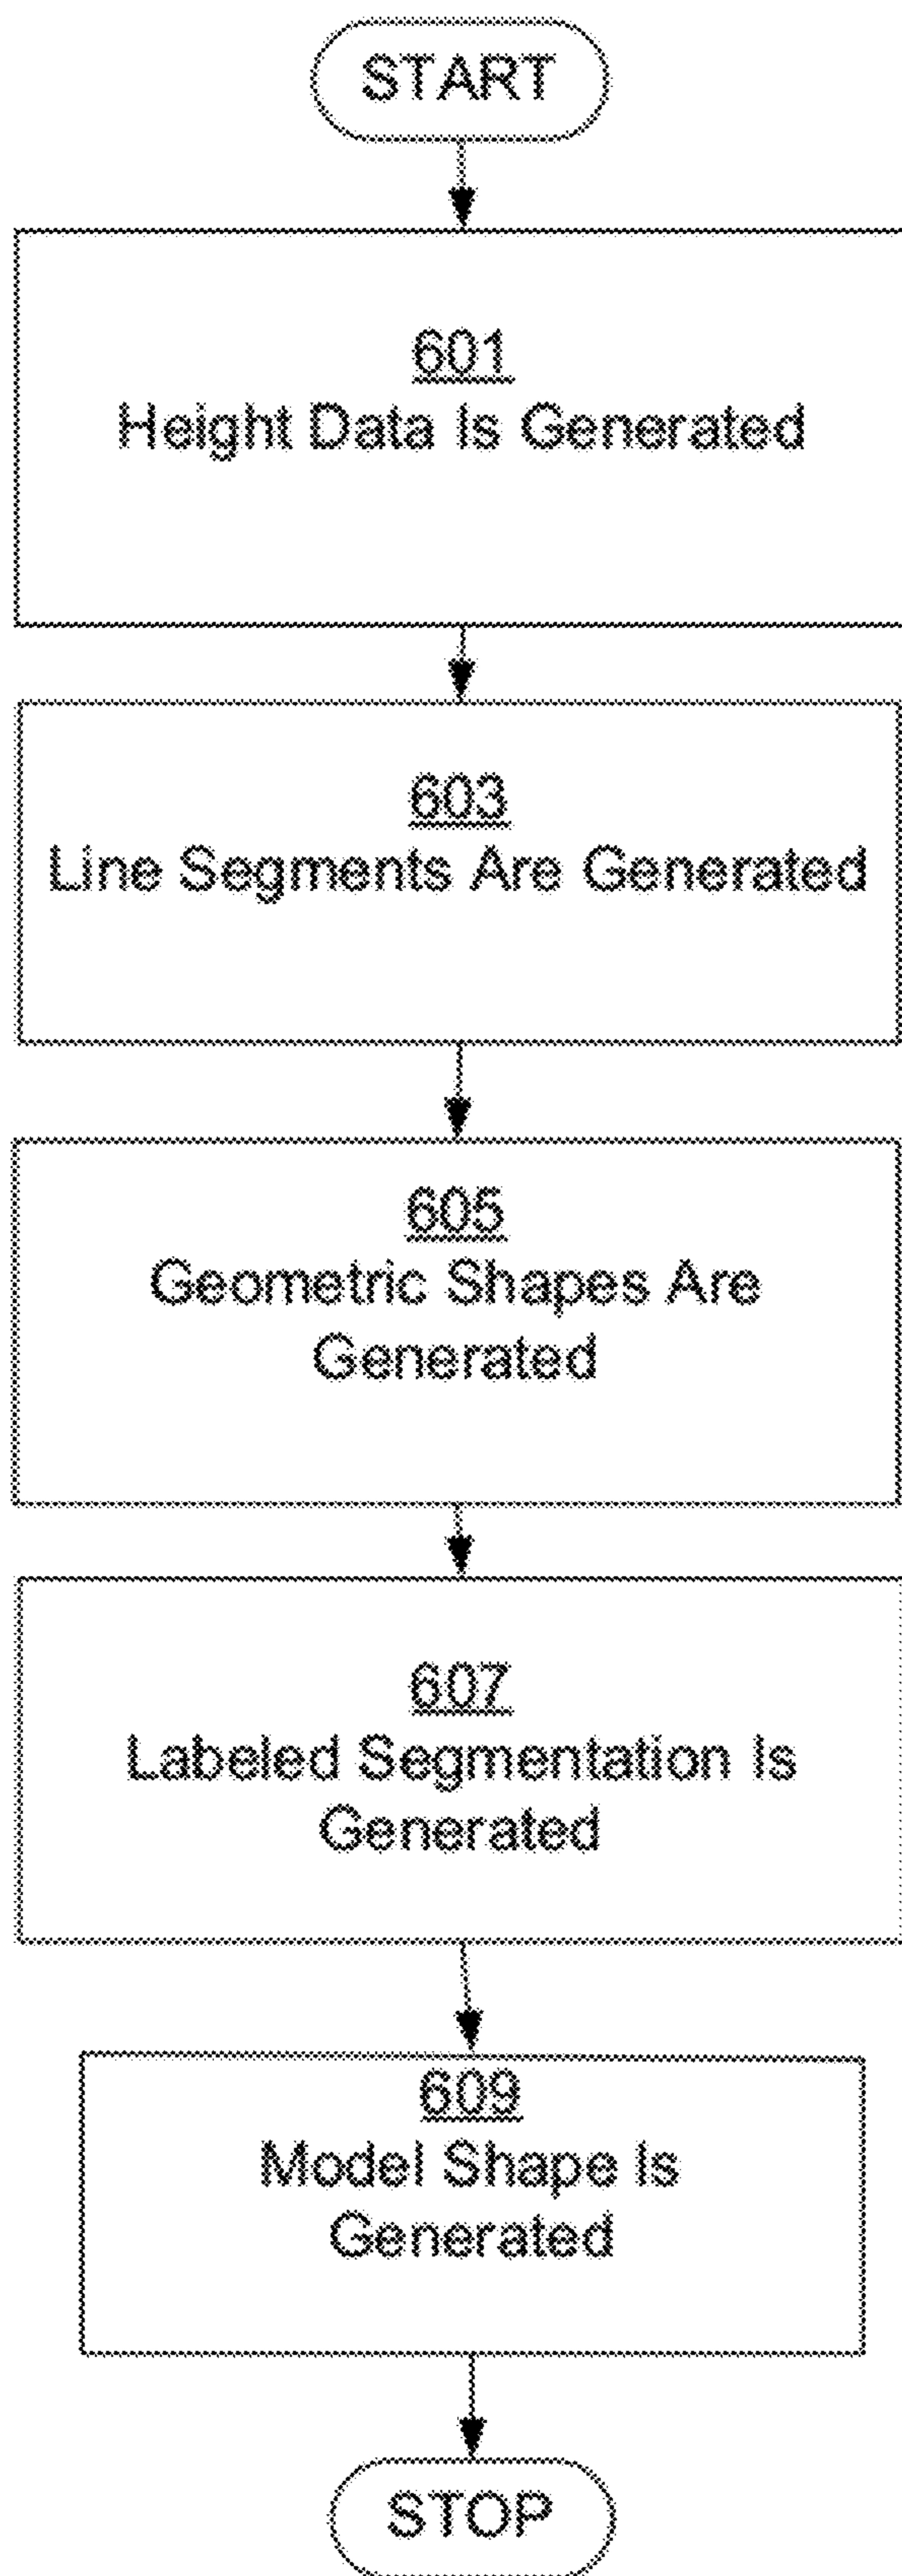 START
601
Height Data Is Generated
603
Line Segments Are Generated
605
Geometric Shapes Are
Generated
607
Labeled Segmentation Is
Generated
609
Model Shape Is
Generated
STOP